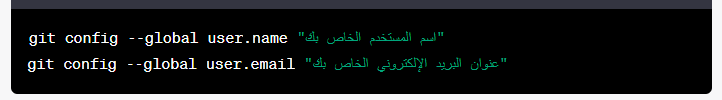 git config --global user.name "اسم المستخدم الخاص بك"
git config --global user.email "عنوان البريد الإلكتروني الخاص بك"